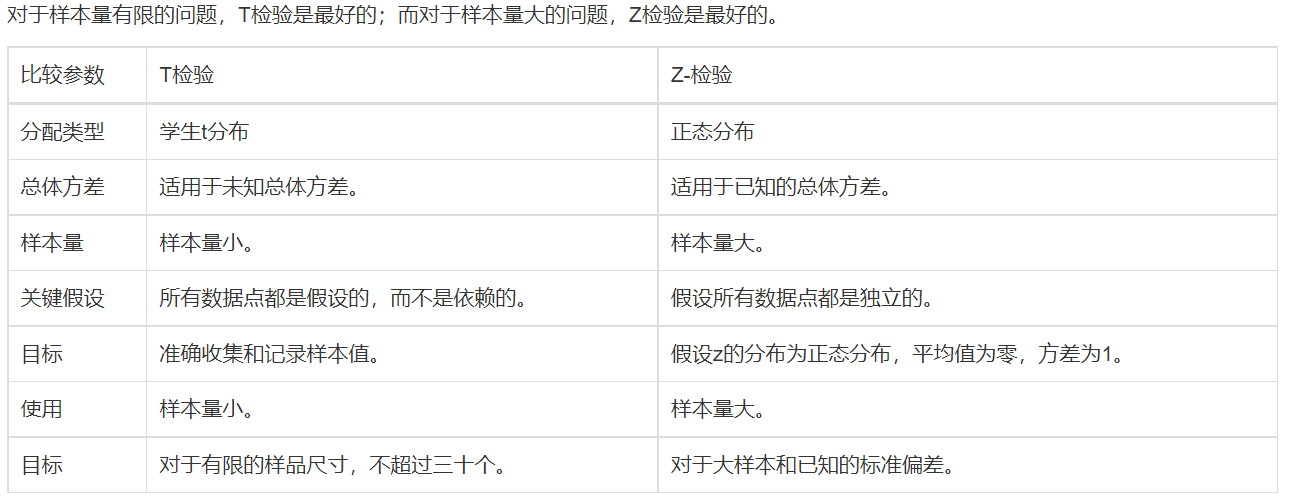 对于样本量有限的问题，T检验是最好的；而对于样本量大的问题，Z检验是最好的。
比较参数 T检验 Z-检验
分配类型 学生t分布 正态分布
总体方差 适用于未知总体方差。 适用于已知的总体方差。
样本量 样本量小。 样本量大。
关键假设 所有数据点都是假设的，而不是依赖的。 假设所有数据点都是独立的。
目标 准确收集和记录样本值。 假设z的分布为正态分布，平均值为零，方差为1。
使用 样本量小。 样本量大。
目标 对于有限的样品尺寸，不超过三十个。 对于大样本和已知的标准偏差。